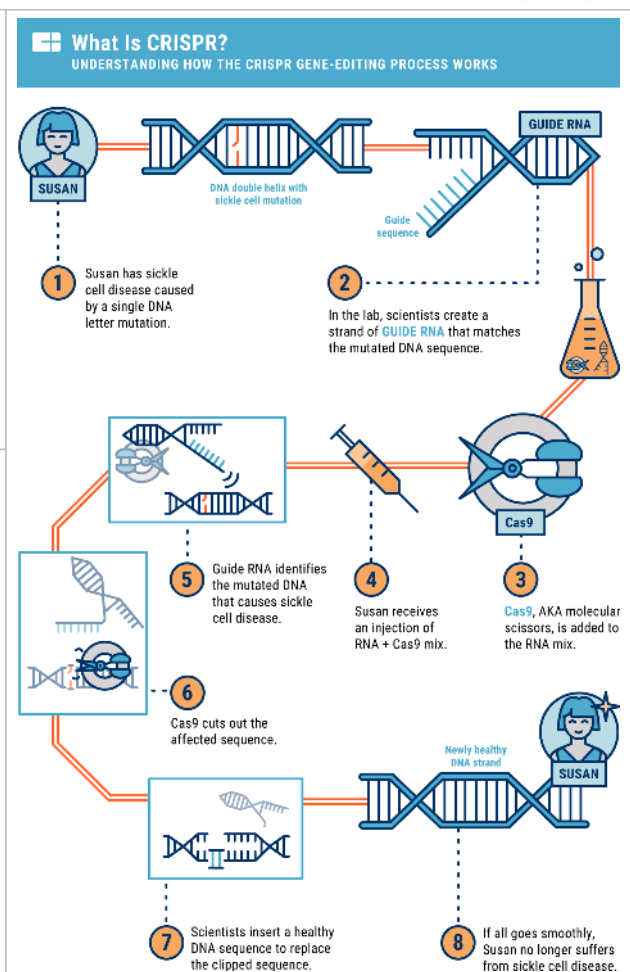 What Is CRISPR?
UNDERSTANDING HOW THE CRISPR GENE-EDITING PROCESS WORKS
SUSAN
DNA double helix with
sickle cell mutation
GUIDE RNA
Guide
sequence
1
Susan has sickle
cell disease caused
by a single DNA
letter mutation.
2
In the lab, scientists create a
strand of GUIDE RNA that matches
the mutated DNA sequence.
Cas9
3
Cas9, AKA molecular
scissors, is added to
the RNA mix.
4
Susan receives
an injection of
RNA + Cas9 mix.
5
Guide RNA identifies
the mutated DNA
that causes sickle
cell disease.
6
Cas9 cuts out the
affected sequence.
7
Scientists insert a healthy
DNA sequence to replace
the clipped sequence.
Newly healthy
DNA strand
SUSAN
8
If all goes smoothly,
Susan no longer suffers
from sickle cell disease.